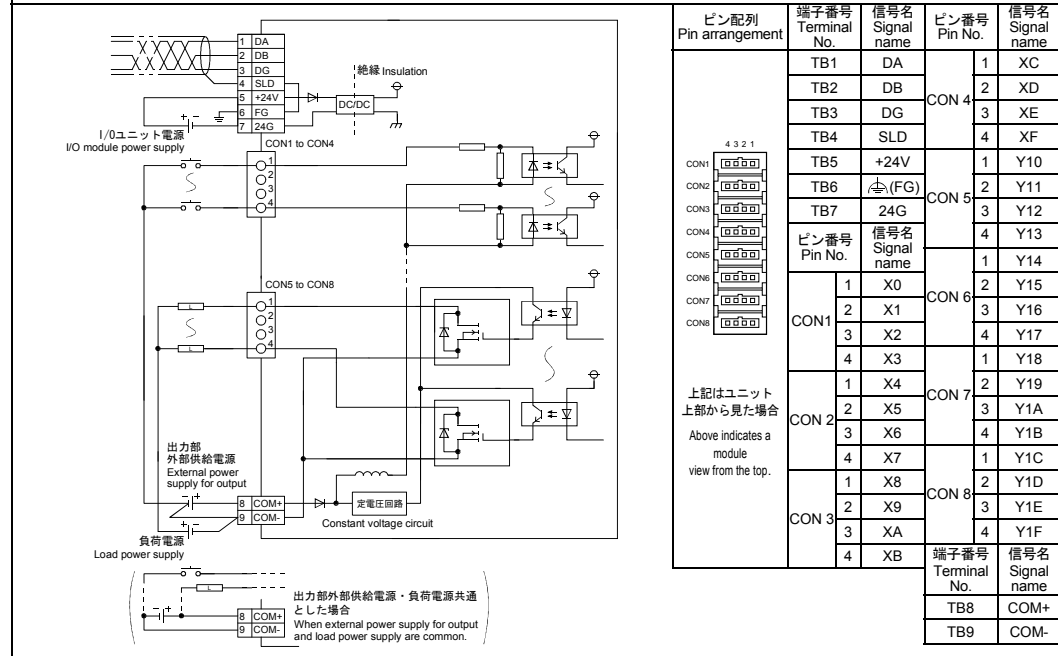 1 DA
2 DB
3 DG
4 SLD
5 +24V
6 FG
7 24G
絶縁 Insulation
DC/DC
+ -
I/Oユニット電源
I/O module power supply
CON1 to CON4
1
2
3
4
CON5 to CON8
1
2
3
4
L
L
出力部
外部供給電源
External power
supply for output
- +
8 COM+
9 COM-
定電圧回路
Constant voltage circuit
+ -
負荷電源
Load power supply
L
- +
8 COM+
9 COM-
出力部外部供給電源・負荷電源共通
とした場合
When external power supply for output
and load power supply are common.
ピン配列
Pin arrangement
4 3 2 1
CON1
CON2
CON3
CON4
CON5
CON6
CON7
CON8
上記はユニット
上部から見た場合
Above indicates a
module
view from the top.
端子番号
Terminal
No.
信号名
Signal
name
TB1 DA
TB2 DB
TB3 DG
TB4 SLD
TB5 +24V
TB6 (FG)
TB7 24G
ピン番号
Pin No.
信号名
Signal
name
CON1
1 X0
2 X1
3 X2
4 X3
CON 2
1 X4
2 X5
3 X6
4 X7
CON 3
1 X8
2 X9
3 XA
4 XB
ピン番号
Pin No.
信号名
Signal
name
CON 4
1 XC
2 XD
3 XE
4 XF
CON 5
1 Y10
2 Y11
3 Y12
4 Y13
CON 6
1 Y14
2 Y15
3 Y16
4 Y17
CON 7
1 Y18
2 Y19
3 Y1A
4 Y1B
CON 8
1 Y1C
2 Y1D
3 Y1E
4 Y1F
端子番号
Terminal
No.
信号名
Signal
name
TB8 COM+
TB9 COM-